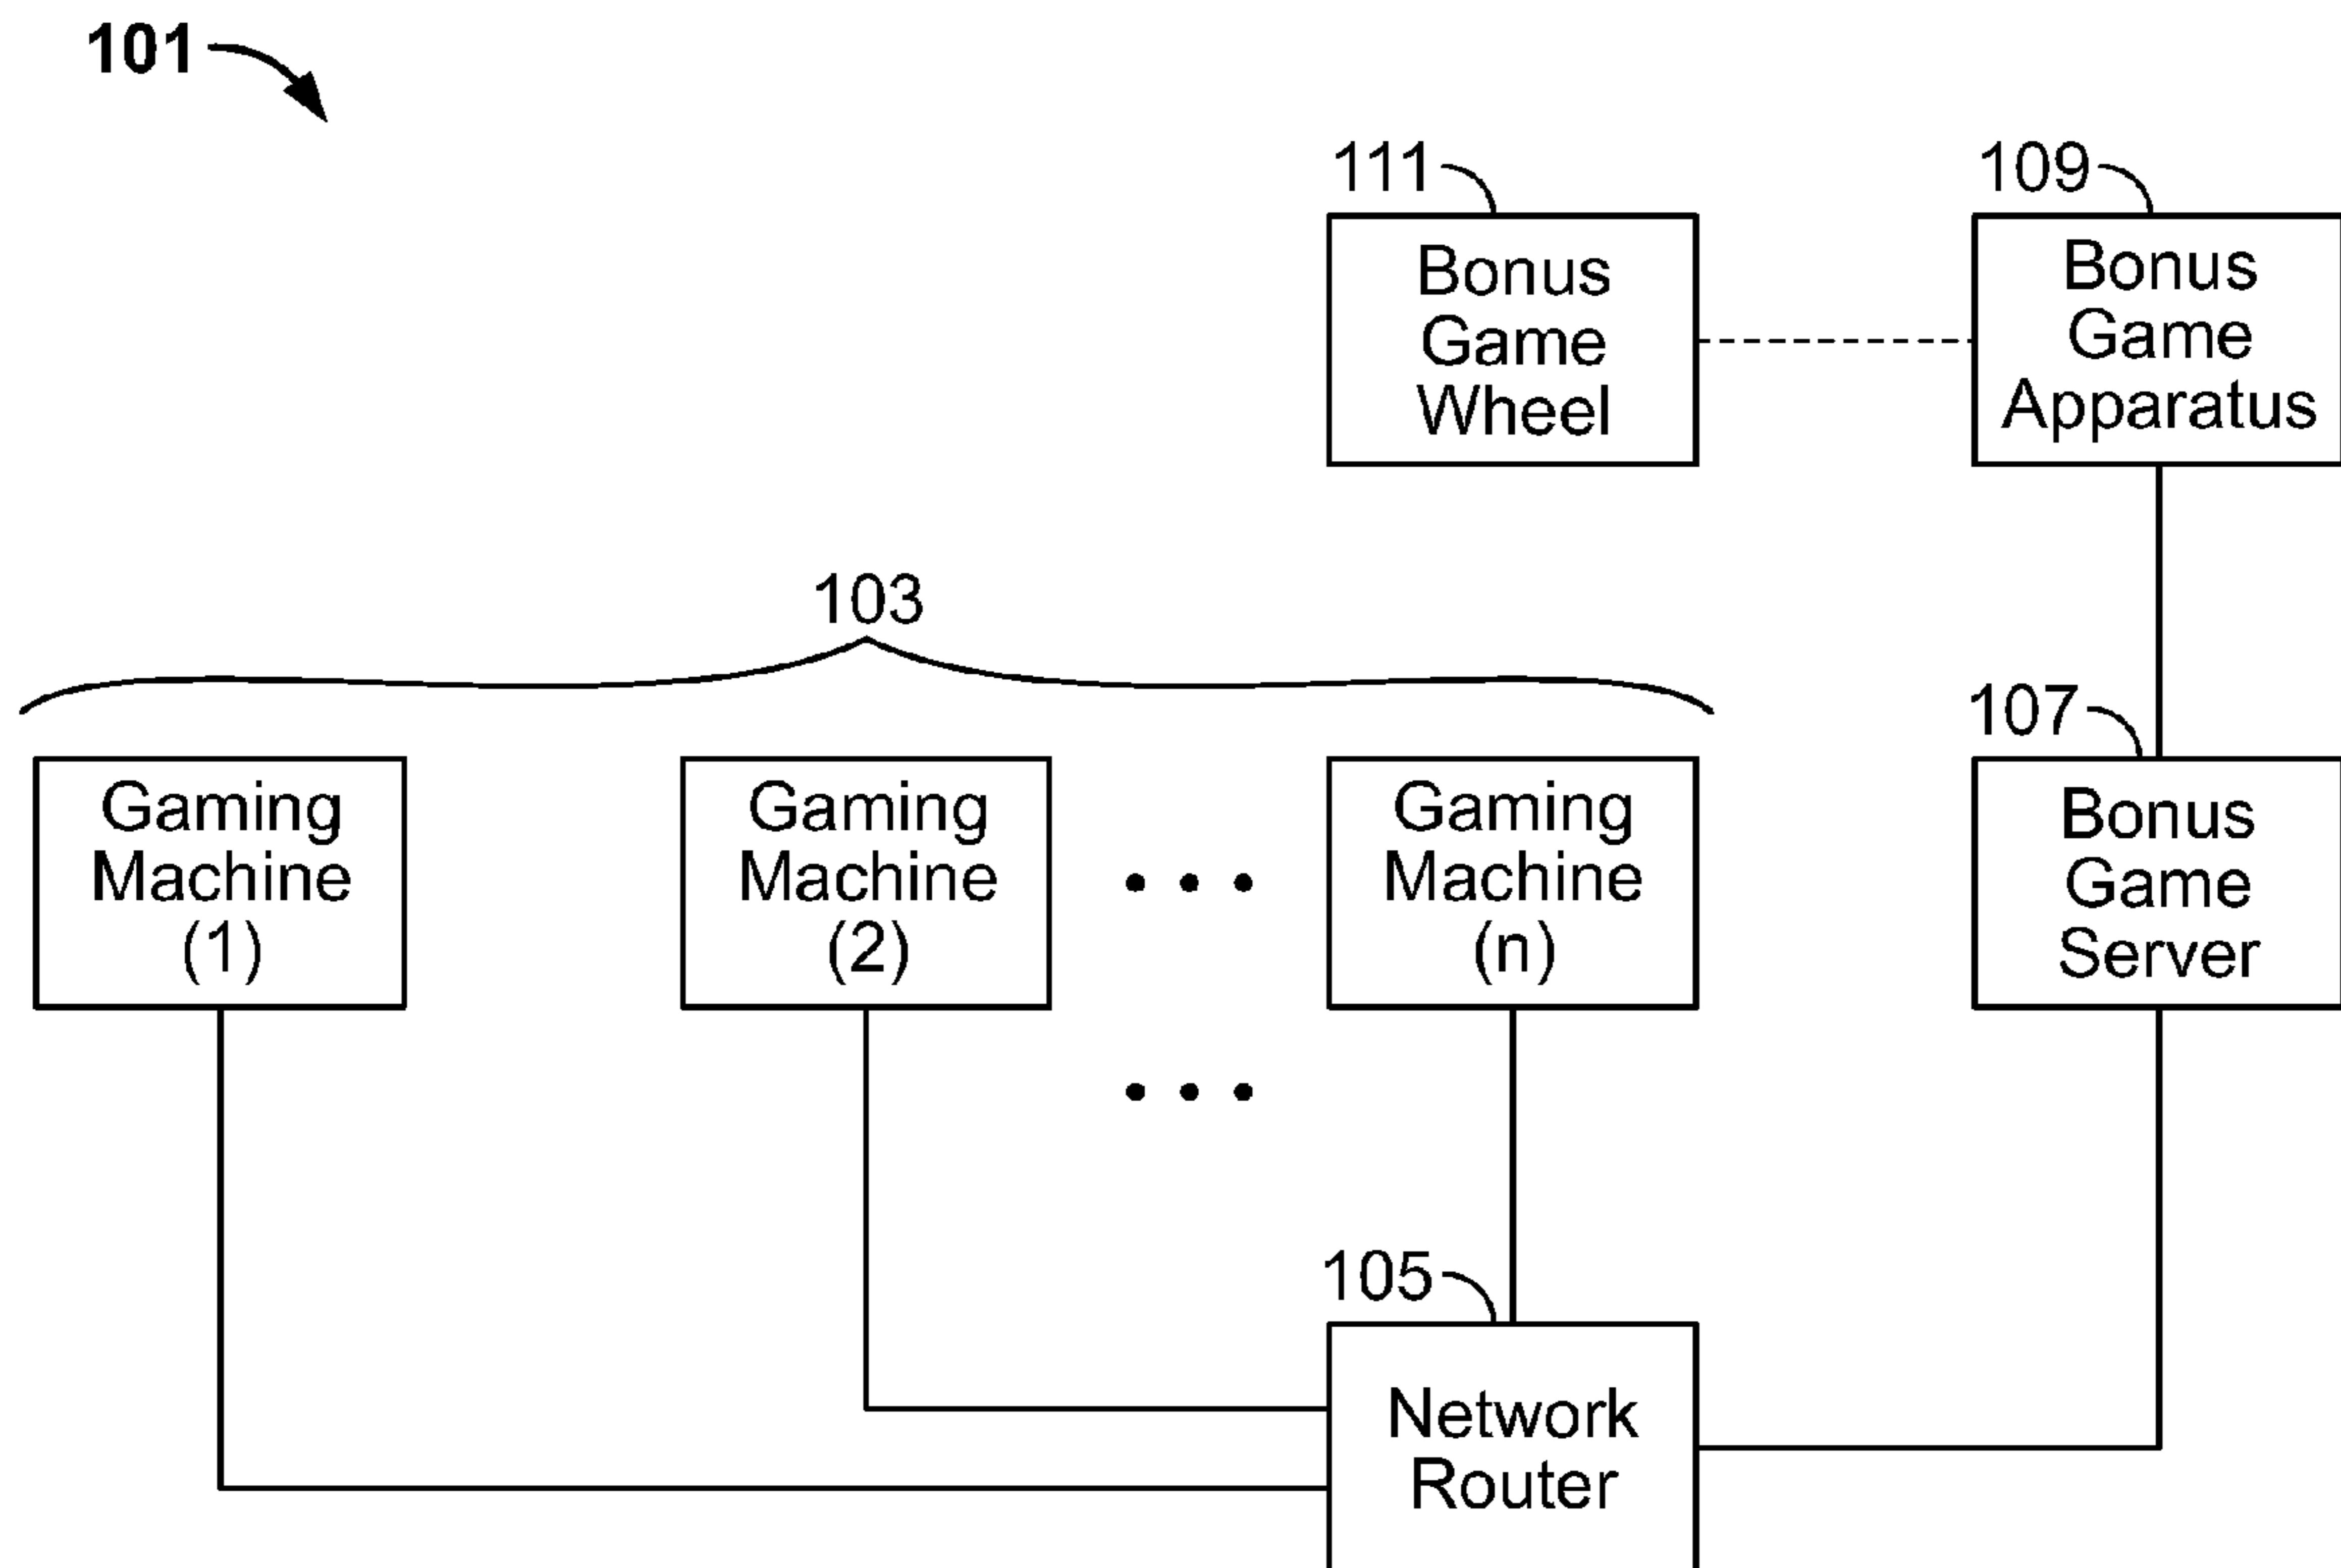 101
111
109
Bonus
Game
Wheel
Bonus
Game
Apparatus
103
107
Gaming
Machine
(1)
Gaming
Machine
(2)
• • •
Gaming
Machine
(n)
Bonus
Game
Server
• • •
105
Network
Router